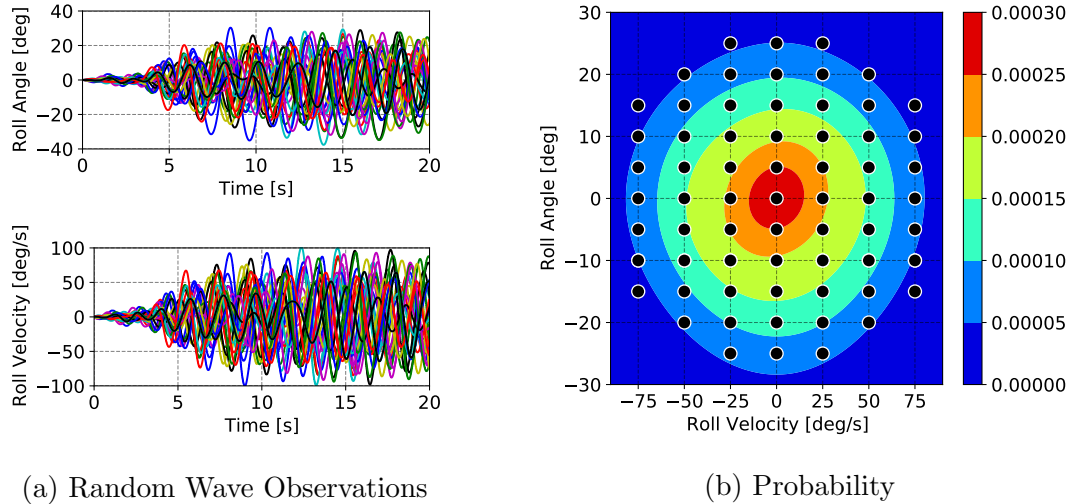 40
20
0
−20
−40
Roll Angle [deg]
0 5 10 15 20
Time [s]
100
50
0
−50
−100
Roll Velocity [deg/s]
0 5 10 15 20
Time [s]
(a) Random Wave Observations
30
20
10
0
−10
−20
−30
Roll Angle [deg]
−75 −50 −25 0 25 50 75
Roll Velocity [deg/s]
0.00030
0.00025
0.00020
0.00015
0.00010
0.00005
0.00000
(b) Probability